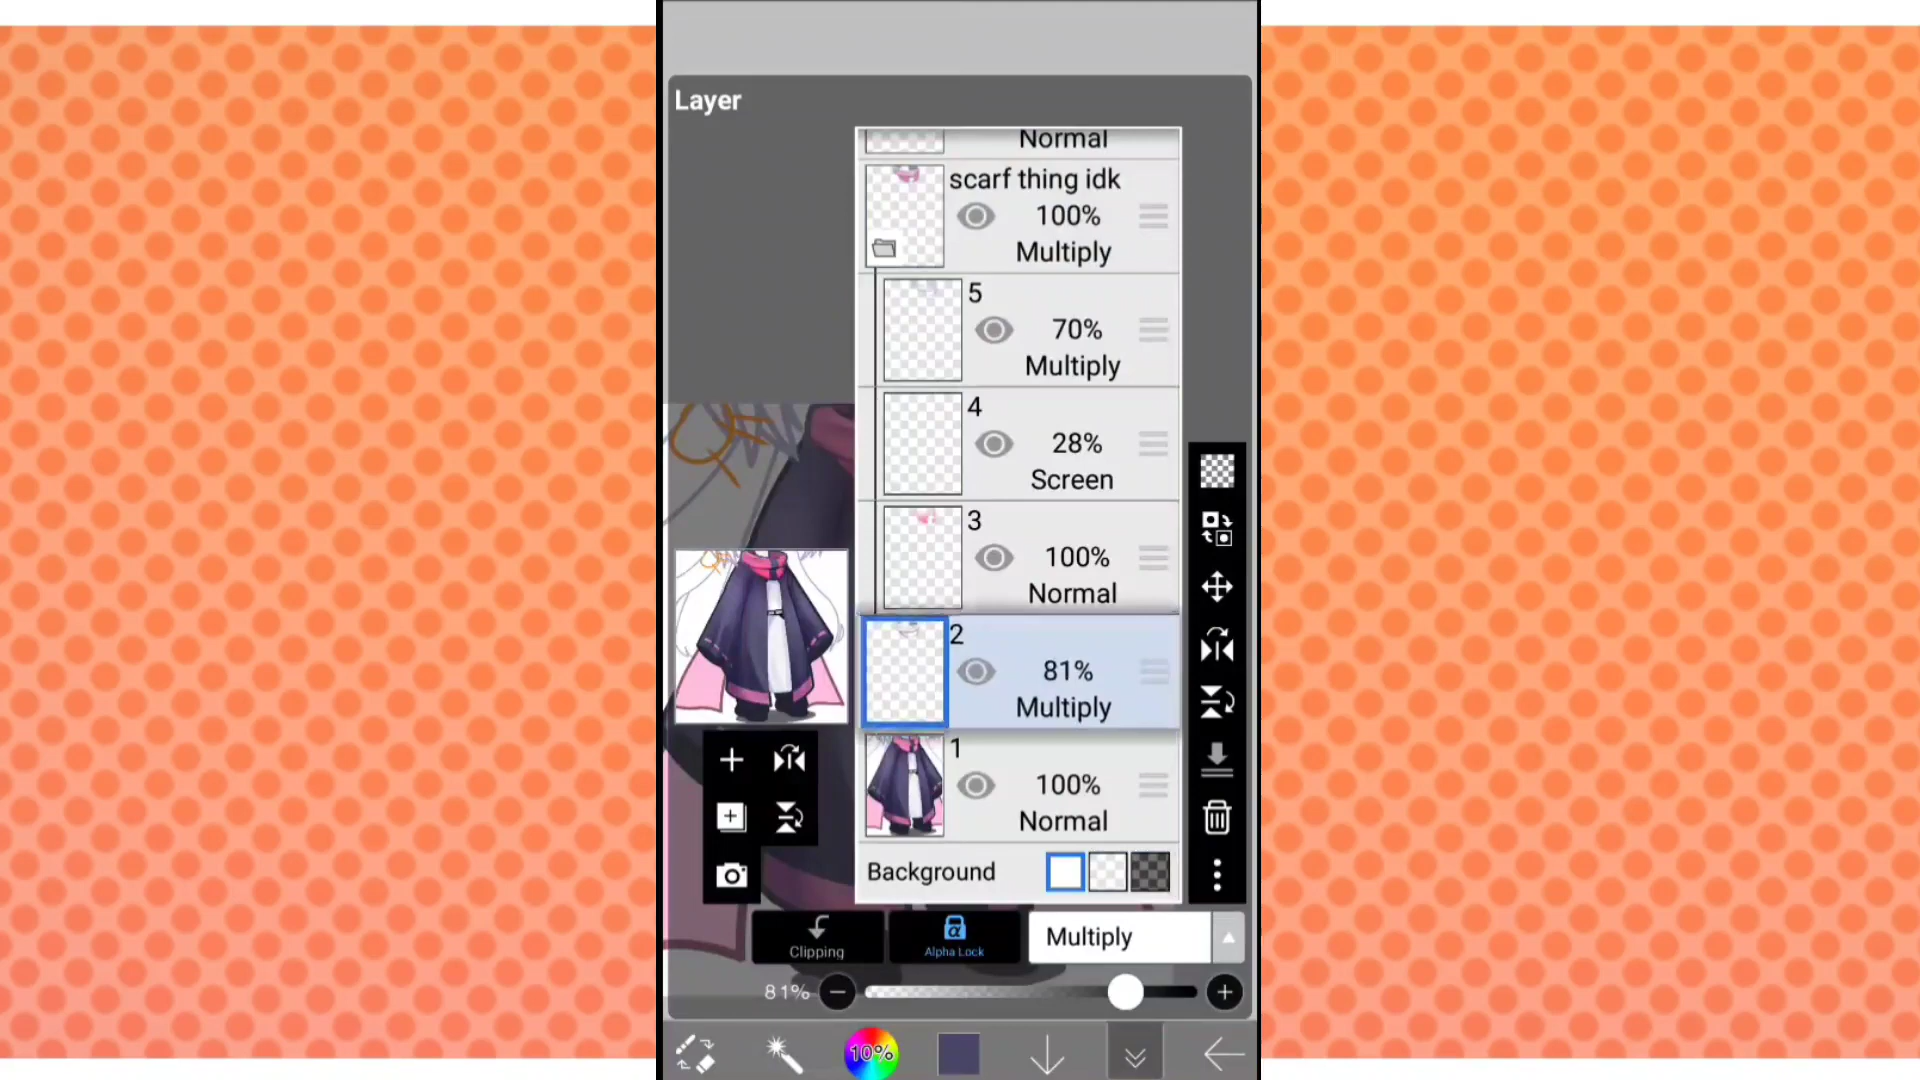 Layer
Normal
scarf thing idk
100%
Multiply
5
70%
Multiply
4
28%
Screen
3
100%
Normal
2
81%
Multiply
1
100%
Normal
Background
Clipping
α
Alpha Lock
Multiply
81%
10%